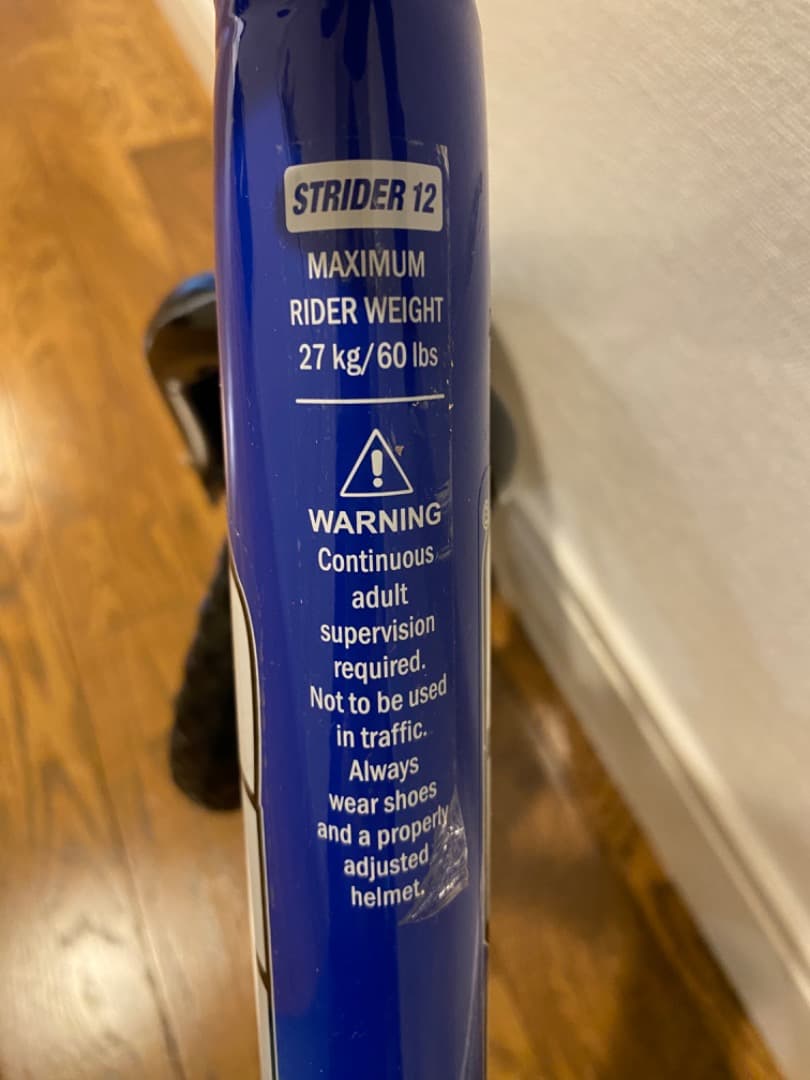 STRIDER 12
MAXIMUM
RIDER WEIGHT
27 kg/60 lbs
WARNING
Continuous
adult
supervision
required.
Not to be used
in traffic.
Always
wear shoes
and a properly
adjusted
helmet.